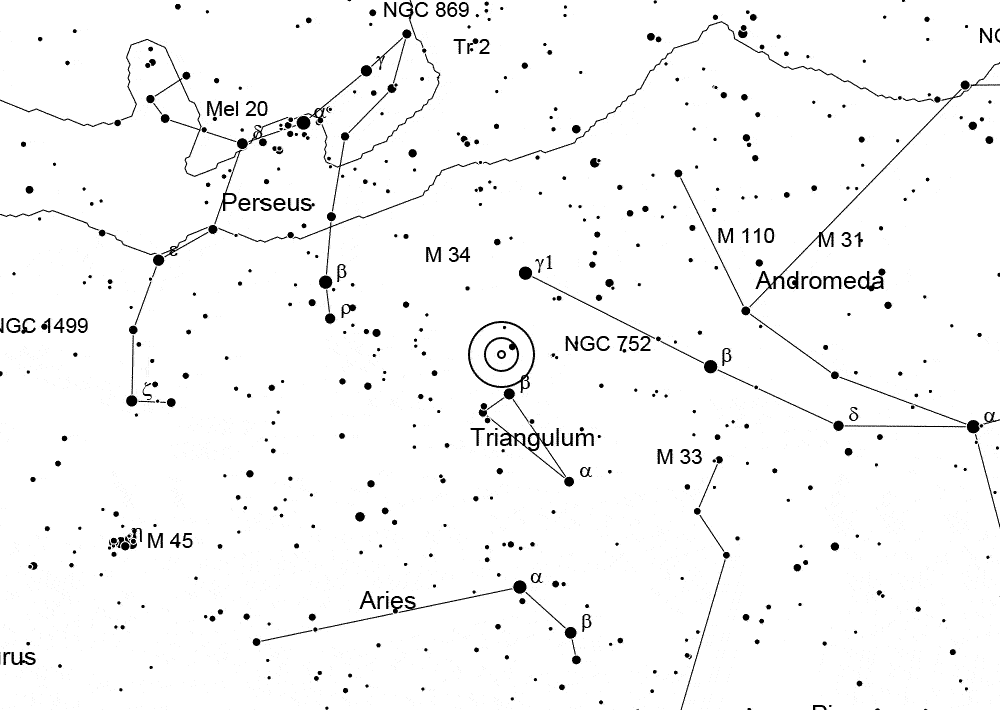 NGC 869
Tr 2
γ
Mel 20
α
δ
Perseus
ε
M 34
γ1
M 110
M 31
Andromeda
β
ρ
NGC 1499
NGC 752
β
ζ
β
Triangulum
δ
α
M 33
α
η
M 45
α
Aries
β